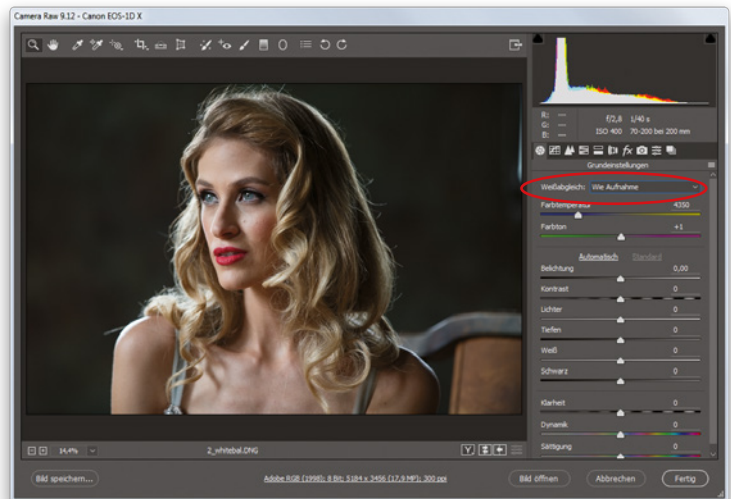 Camera Raw 9.12 - Canon EOS-1D X
R: ---
G: ---
B: ---
f/2,8 1/40 s
ISO 400 70-200 bei 200 mm
fx
Grundeinstellungen
Weißabgleich: Wie Aufnahme
Farbtemperatur 4350
Farbton +1
Automatisch Standard
Belichtung 0,00
Kontrast 0
Lichter 0
Tiefen 0
Weiß 0
Schwarz 0
Klarheit 0
Dynamik 0
Sättigung 0
14,4% 2_whitebal.DNG Y
Bild speichern... Adobe RGB (1998); 8 Bit; 5184 x 3456 (17,9 MP); 300 ppi Bild öffnen Abbrechen Fertig